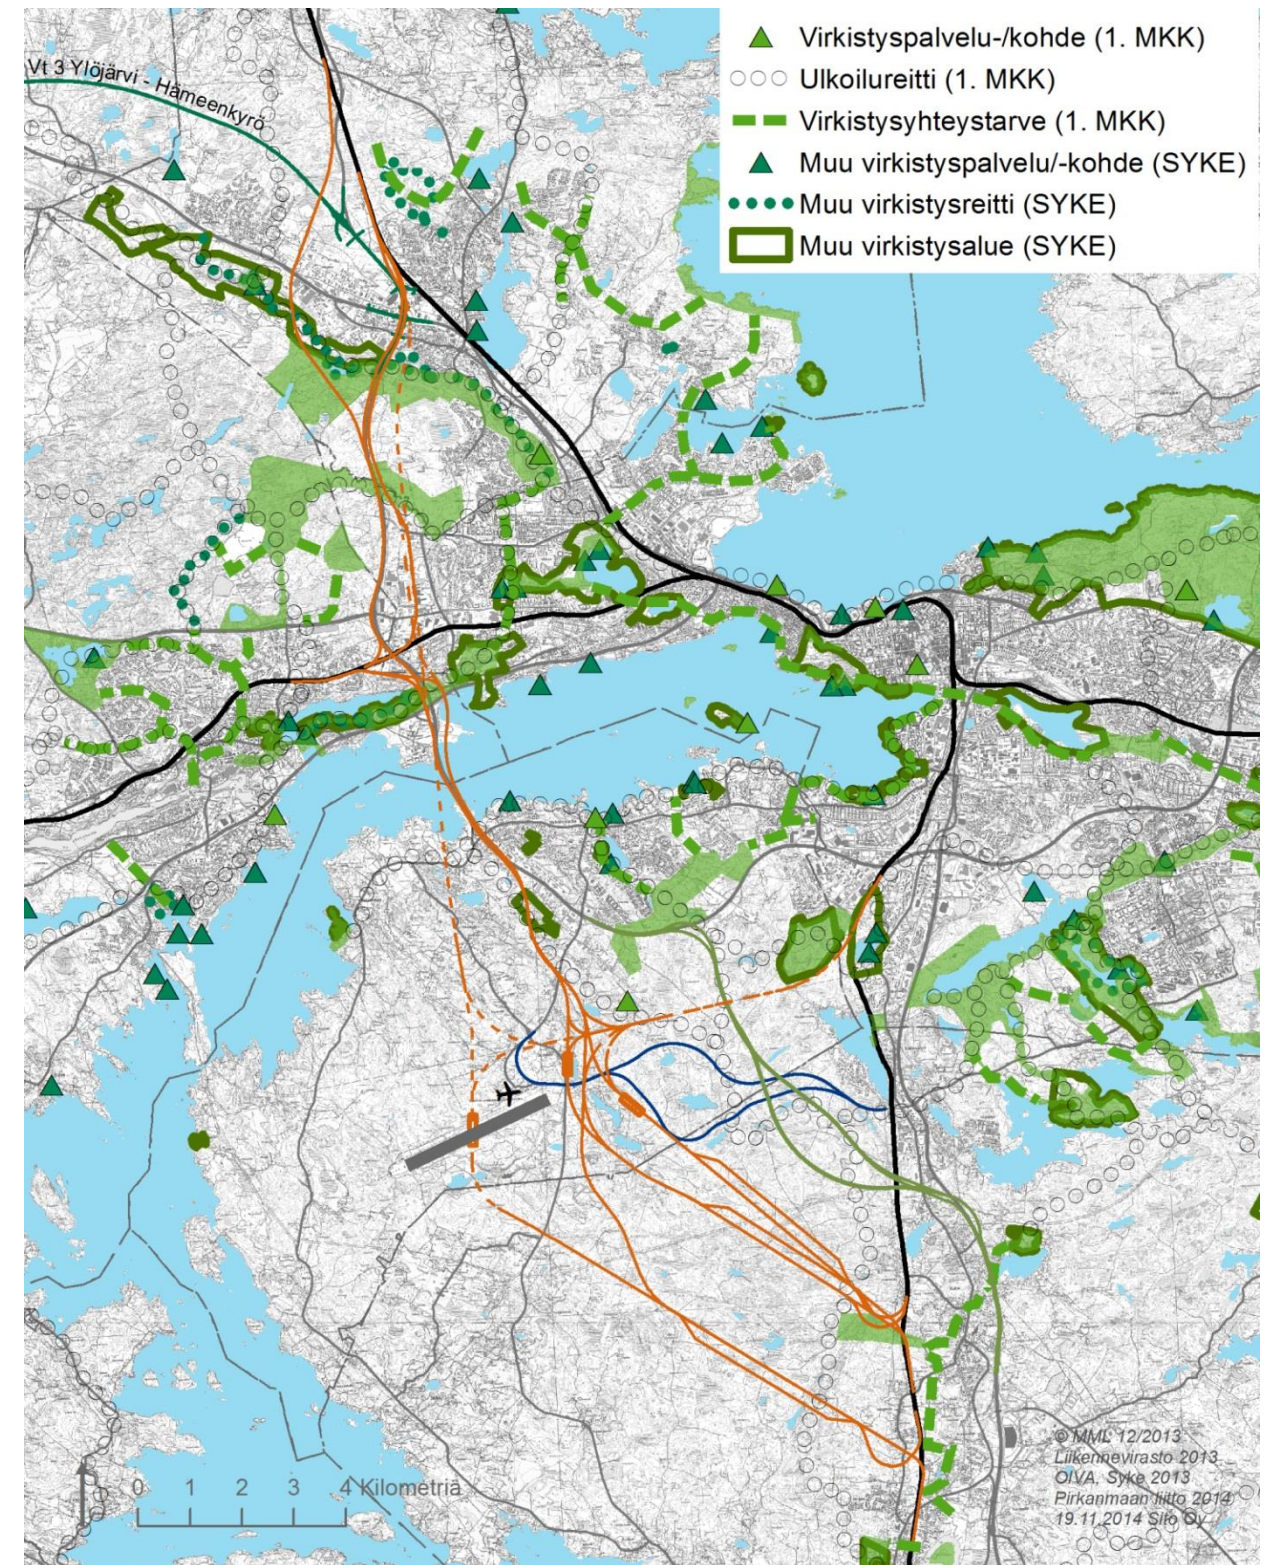 Virkistyspalvelu-/kohde (1. MKK)
Ulkoilureitti (1. MKK)
Virkistysyhteystarve (1. MKK)
Muu virkistyspalvelu/-kohde (SYKE)
Muu virkistysreitti (SYKE)
Muu virkistysalue (SYKE)
Vt 3 Ylöjärvi - Hämeenkyrö
© MML 12/2013
Liikennevirasto 2013
OIVA, Syke 2013
Pirkanmaan liitto 2014
19.11.2014 Sito Oy
0 1 2 3 4 Kilometriä